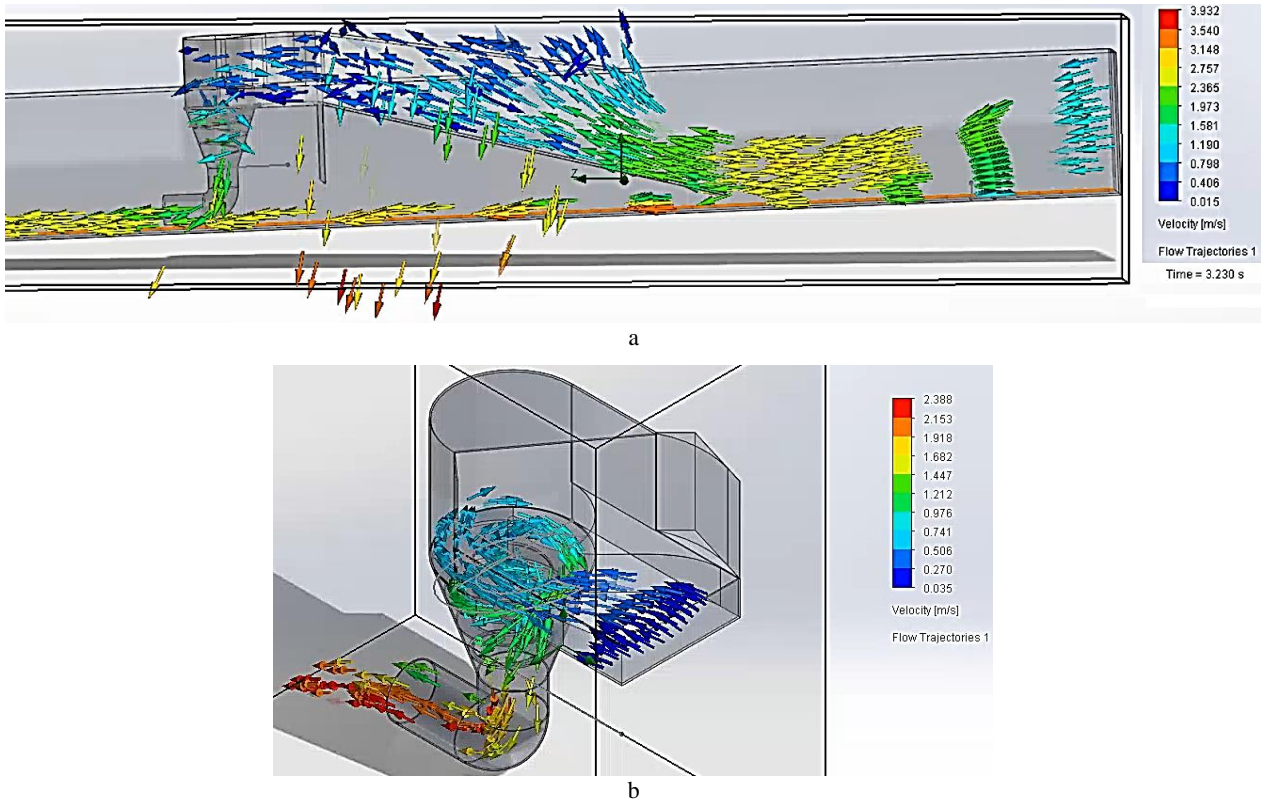 3.932
3.540
3.148
2.757
2.365
1.973
1.581
1.190
0.798
0.406
0.015
Velocity [m/s]
Flow Trajectories 1
Time = 3.230 s
Z
a
2.388
2.153
1.918
1.682
1.447
1.212
0.976
0.741
0.506
0.270
0.035
Velocity [m/s]
Flow Trajectories 1
b